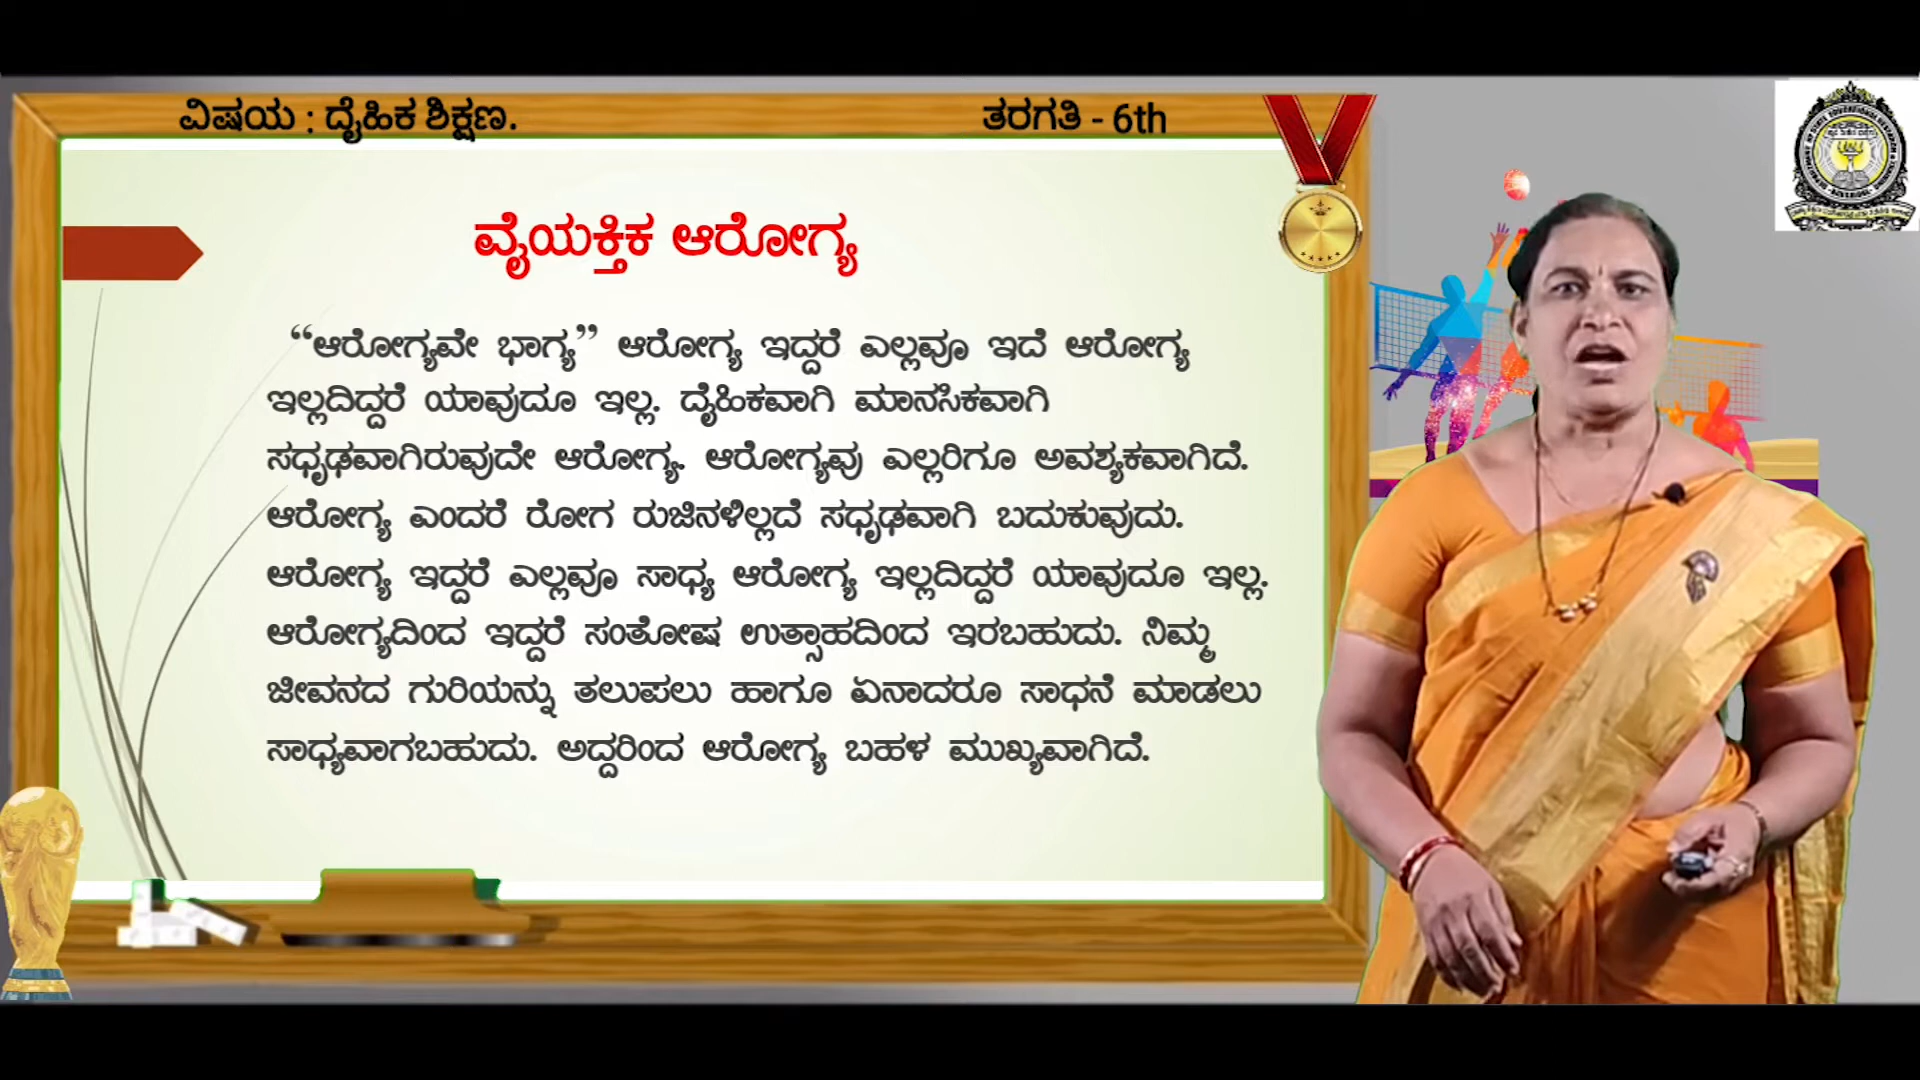 ವಿಷಯ : ದೈಹಿಕ ಶಿಕ್ಷಣ.
ತರಗತಿ - 6th
ವೈಯಕ್ತಿಕ ಆರೋಗ್ಯ
“ಆರೋಗ್ಯವೇ ಭಾಗ್ಯ” ಆರೋಗ್ಯ ಇದ್ದರೆ ಎಲ್ಲವೂ ಇದೆ ಆರೋಗ್ಯ
ಇಲ್ಲದಿದ್ದರೆ ಯಾವುದೂ ಇಲ್ಲ. ದೈಹಿಕವಾಗಿ ಮಾನಸಿಕವಾಗಿ
ಸಧೃಢವಾಗಿರುವುದೇ ಆರೋಗ್ಯ. ಆರೋಗ್ಯವು ಎಲ್ಲರಿಗೂ ಅವಶ್ಯಕವಾಗಿದೆ.
ಆರೋಗ್ಯ ಎಂದರೆ ರೋಗ ರುಜಿನಳಿಲ್ಲದೆ ಸಧೃಢವಾಗಿ ಬದುಕುವುದು.
ಆರೋಗ್ಯ ಇದ್ದರೆ ಎಲ್ಲವೂ ಸಾಧ್ಯ ಆರೋಗ್ಯ ಇಲ್ಲದಿದ್ದರೆ ಯಾವುದೂ ಇಲ್ಲ.
ಆರೋಗ್ಯದಿಂದ ಇದ್ದರೆ ಸಂತೋಷ ಉತ್ಸಾಹದಿಂದ ಇರಬಹುದು. ನಿಮ್ಮ
ಜೀವನದ ಗುರಿಯನ್ನು ತಲುಪಲು ಹಾಗೂ ಏನಾದರೂ ಸಾಧನೆ ಮಾಡಲು
ಸಾಧ್ಯವಾಗಬಹುದು. ಅದ್ದರಿಂದ ಆರೋಗ್ಯ ಬಹಳ ಮುಖ್ಯವಾಗಿದೆ.